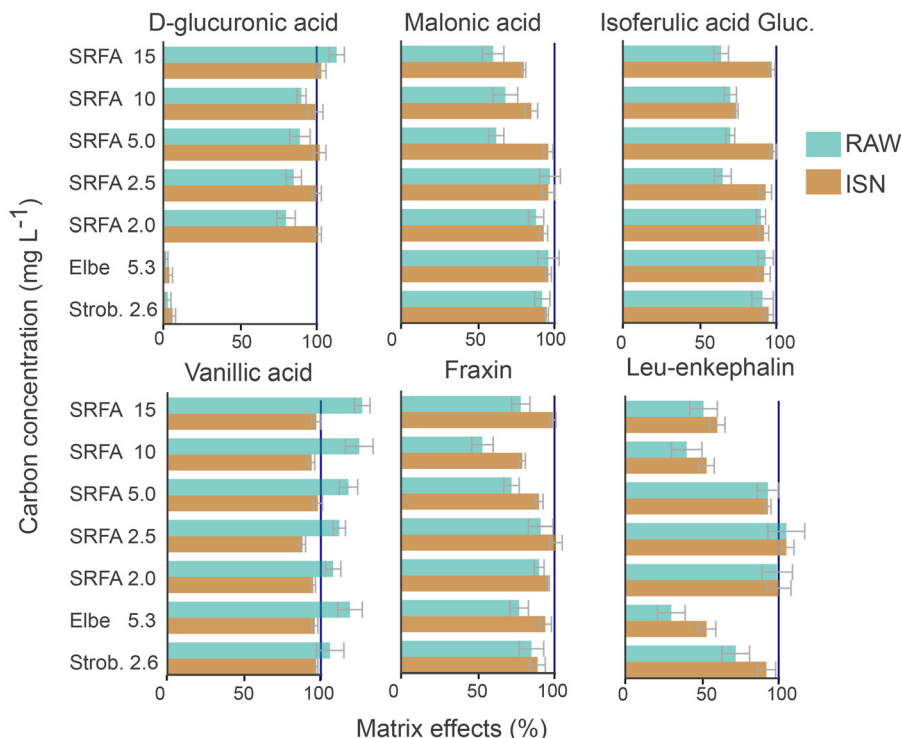 D-glucuronic acid
Malonic acid
Isoferulic acid Gluc.
SRFA 15
SRFA 10
SRFA 5.0
SRFA 2.5
SRFA 2.0
Elbe 5.3
Strob. 2.6
0 50 100
0 50 100
0 50 100
RAW
ISN
Vanillic acid
Fraxin
Leu-enkephalin
SRFA 15
SRFA 10
SRFA 5.0
SRFA 2.5
SRFA 2.0
Elbe 5.3
Strob. 2.6
0 50 100
0 50 100
0 50 100
Carbon concentration (mg L⁻¹)
Matrix effects (%)